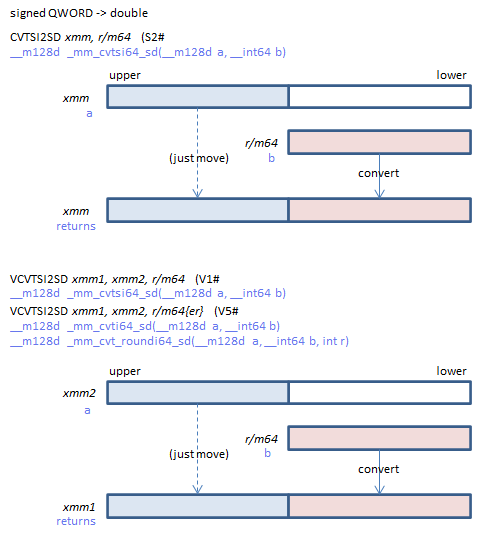 signed QWORD -> double
CVTSI2SD xmm, r/m64 (S2#
__m128d _mm_cvtsi64_sd(__m128d a, __int64 b)
upper lower
xmm
a
r/m64
(just move) b
convert
xmm
returns
VCVTSI2SD xmm1, xmm2, r/m64 (V1#
__m128d _mm_cvtsi64_sd(__m128d a, __int64 b)
VCVTSI2SD xmm1, xmm2, r/m64{er} (V5#
__m128d _mm_cvti64_sd(__m128d a, __int64 b)
__m128d _mm_cvt_roundi64_sd(__m128d a, __int64 b, int r)
upper lower
xmm2
a
r/m64
(just move) b
convert
xmm1
returns